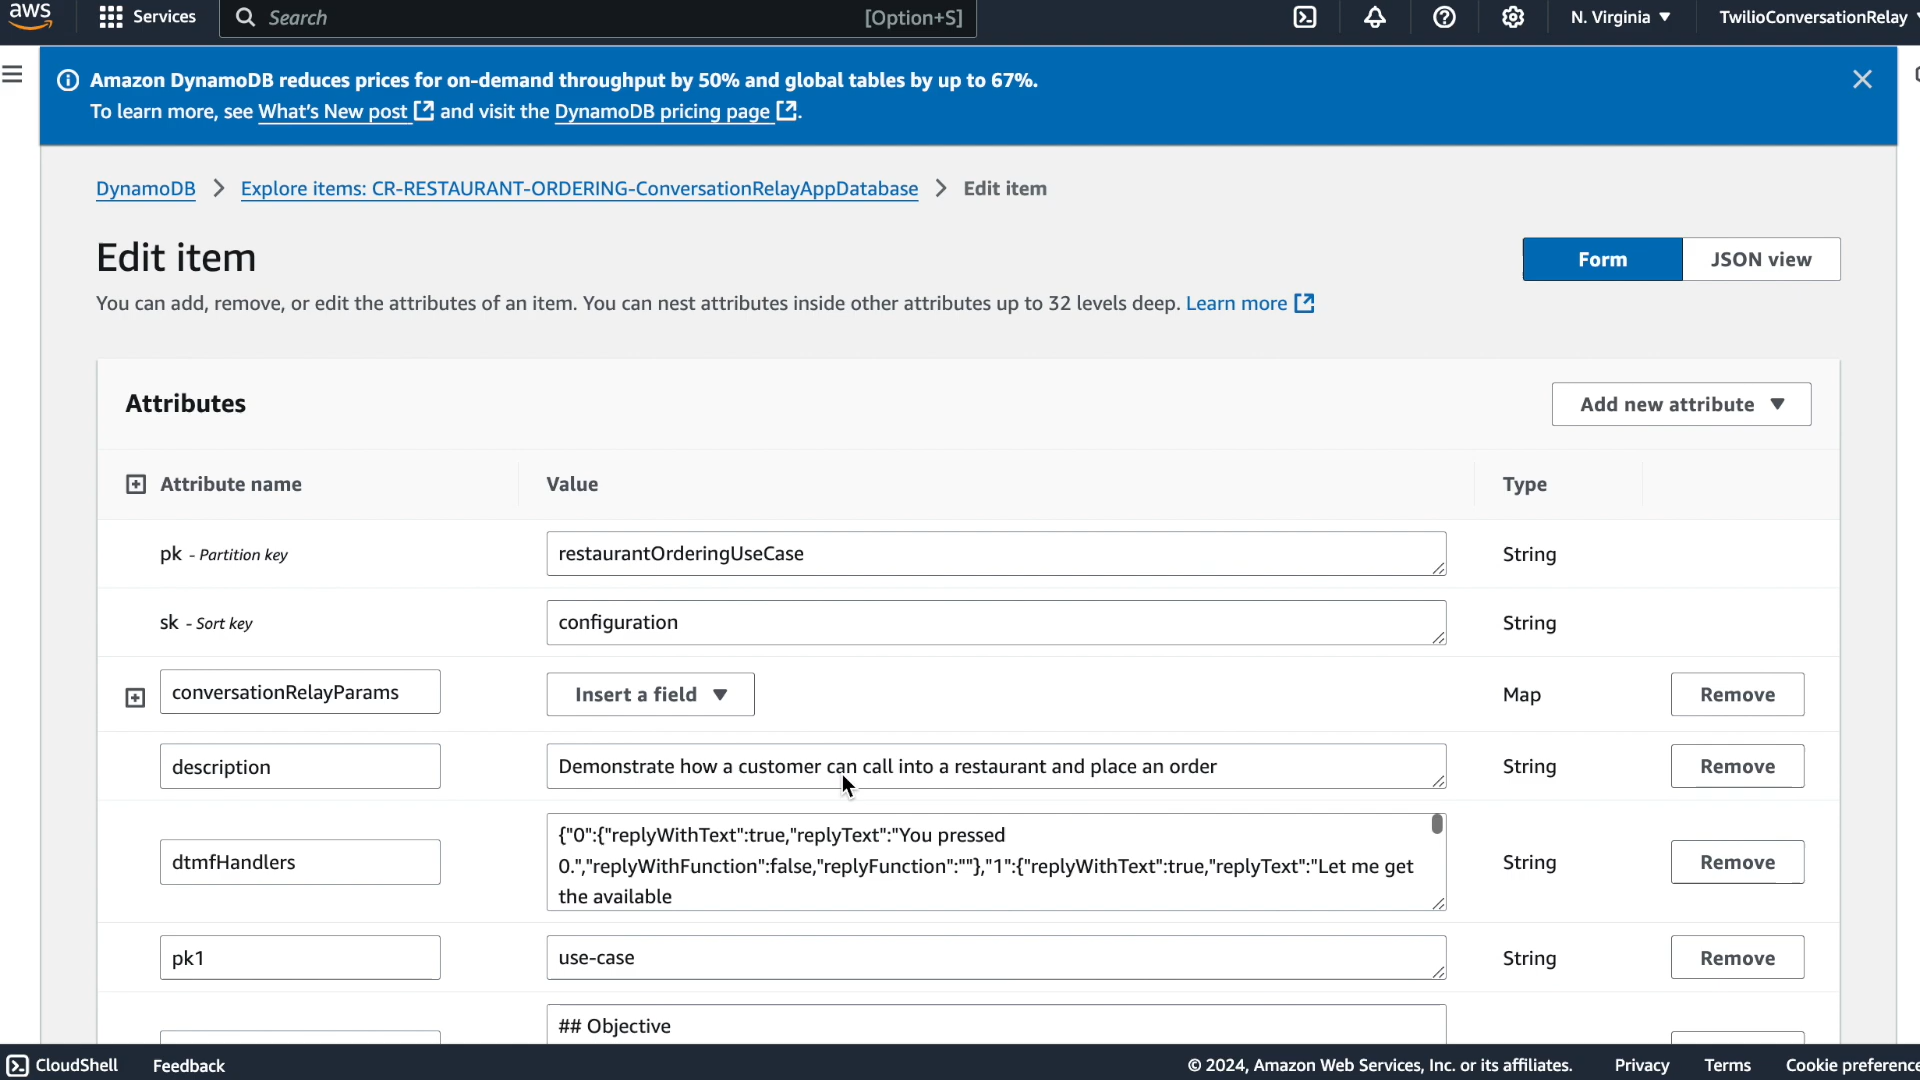 aws
Services
Search
[Option+S]
N. Virginia
TwilioConversationRelay
Amazon DynamoDB reduces prices for on-demand throughput by 50% and global tables by up to 67%.
To learn more, see What's New post and visit the DynamoDB pricing page .
DynamoDB
Explore items: CR-RESTAURANT-ORDERING-ConversationRelayAppDatabase
Edit item
Edit item
Form
JSON view
You can add, remove, or edit the attributes of an item. You can nest attributes inside other attributes up to 32 levels deep. Learn more
Attributes
Add new attribute
Attribute name
Value
Type
pk - Partition key
restaurantOrderingUseCase
String
sk - Sort key
configuration
String
conversationRelayParams
Insert a field
Map
Remove
description
Demonstrate how a customer can call into a restaurant and place an order
String
Remove
dtmfHandlers
{"0":{"replyWithText":true,"replyText":"You pressed
0.","replyWithFunction":false,"replyFunction":""},"1":{"replyWithText":true,"replyText":"Let me get
the available
String
Remove
pk1
use-case
String
Remove
## Objective
CloudShell
Feedback
© 2024, Amazon Web Services, Inc. or its affiliates.
Privacy
Terms
Cookie preference